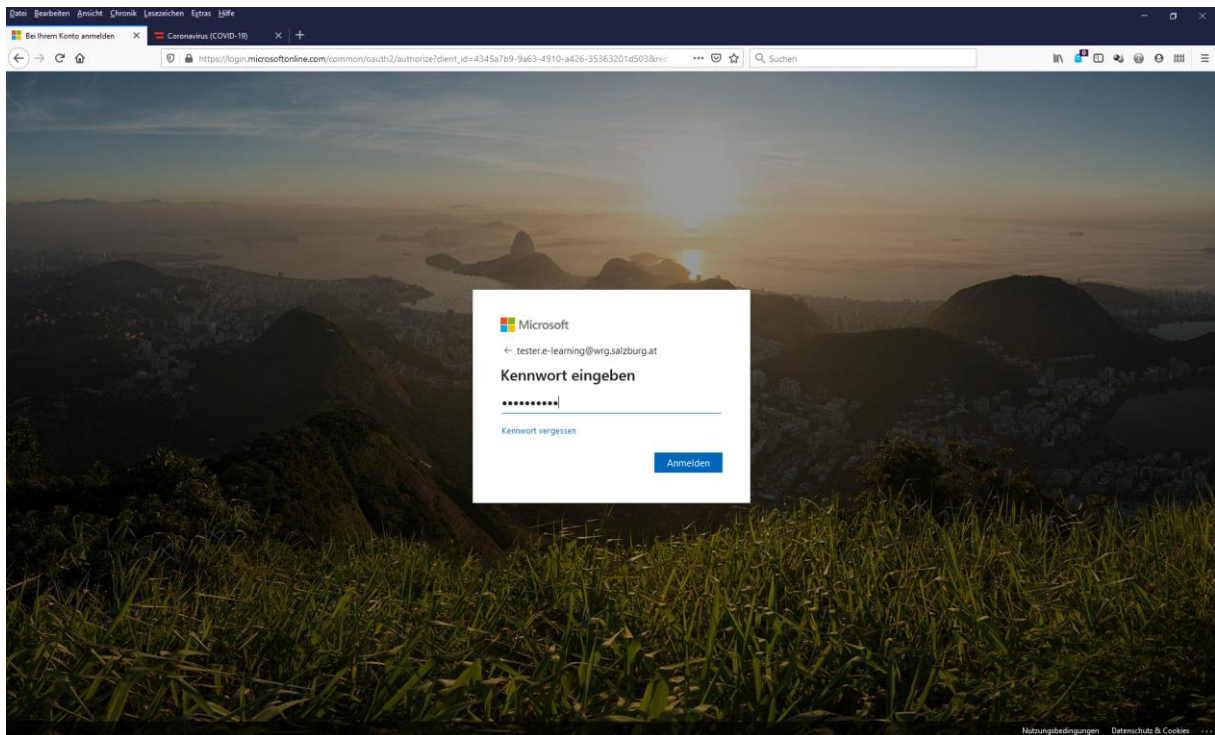 Datei Bearbeiten Ansicht Chronik Lesezeichen Extras Hilfe
Bei Ihrem Konto anmelden
Coronavirus (COVID-19)
https://login.microsoftonline.com/common/oauth2/authorize?client_id=4345a7b9-9a63-4910-a426-35363201d503&
Suchen
Microsoft
← tester.e-learning@wrg.salzburg.at
Kennwort eingeben
••••••••••
Kennwort vergessen
Anmelden
Nutzungsbedingungen Datenschutz & Cookies ...